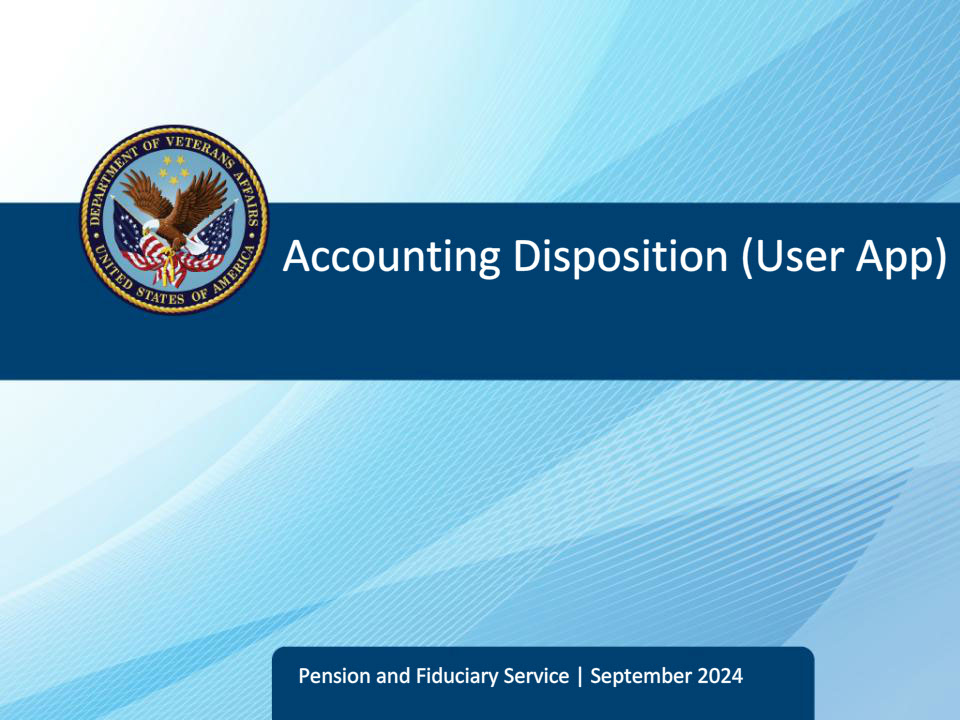 DEPARTMENT OF VETERANS AFFAIRS
UNITED STATES OF AMERICA
Accounting Disposition (User App)
Pension and Fiduciary Service | September 2024